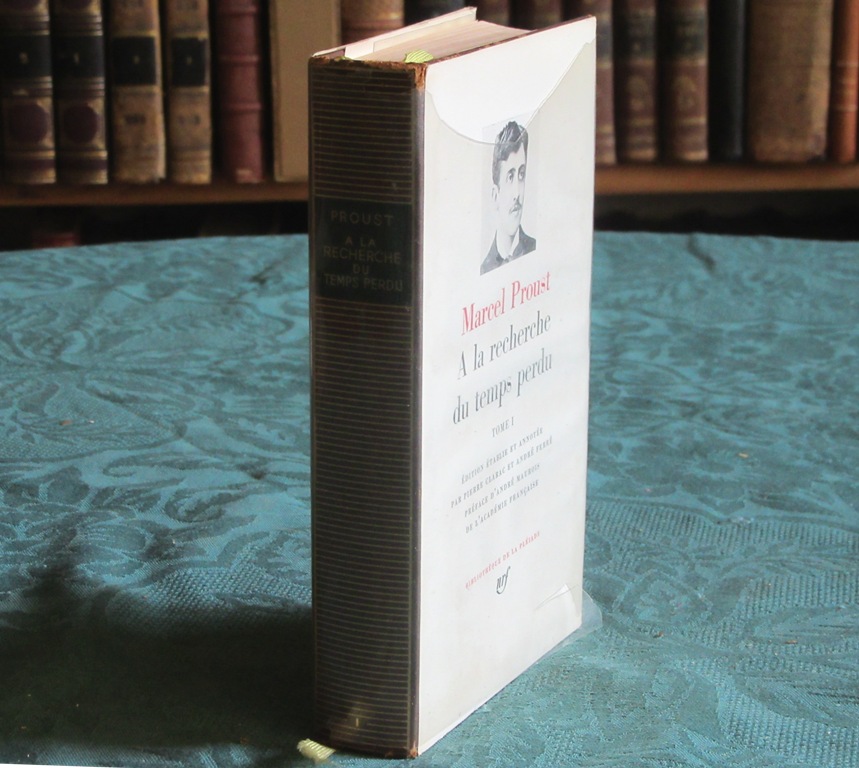 PROUST
A LA
RECHERCHE
DU
TEMPS PERDU
I
Marcel Proust
A la recherche
du temps perdu
TOME I
ÉDITION ÉTABLIE ET ANNOTÉE
PAR PIERRE CLARAC ET ANDRÉ FERRÉ
PRÉFACE D'ANDRÉ MAUROIS
DE L'ACADÉMIE FRANÇAISE
BIBLIOTHÈQUE DE LA PLÉIADE
nrf